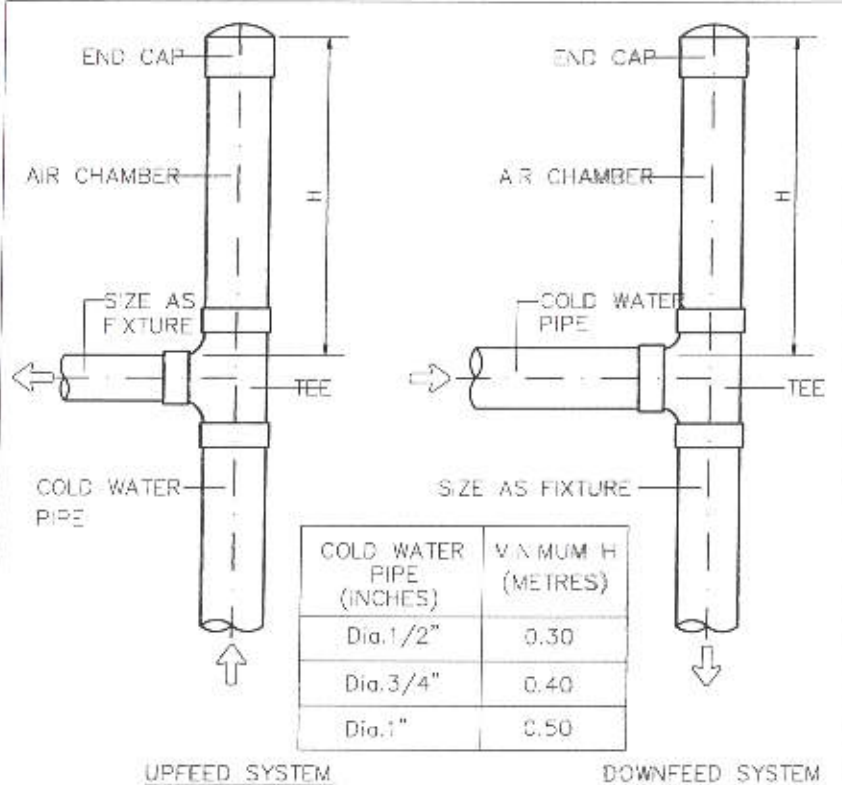 END CAP
AIR CHAMBER
H
SIZE AS
FIXTURE
TEE
COLD WATER
PIPE
UPFEED SYSTEM
END CAP
AIR CHAMBER
H
COLD WATER
PIPE
TEE
SIZE AS FIXTURE
DOWNFEED SYSTEM
COLD WATER
PIPE
(INCHES)
MINIMUM H
(METRES)
Dia.1/2" 0.30
Dia.3/4" 0.40
Dia.1" 0.50